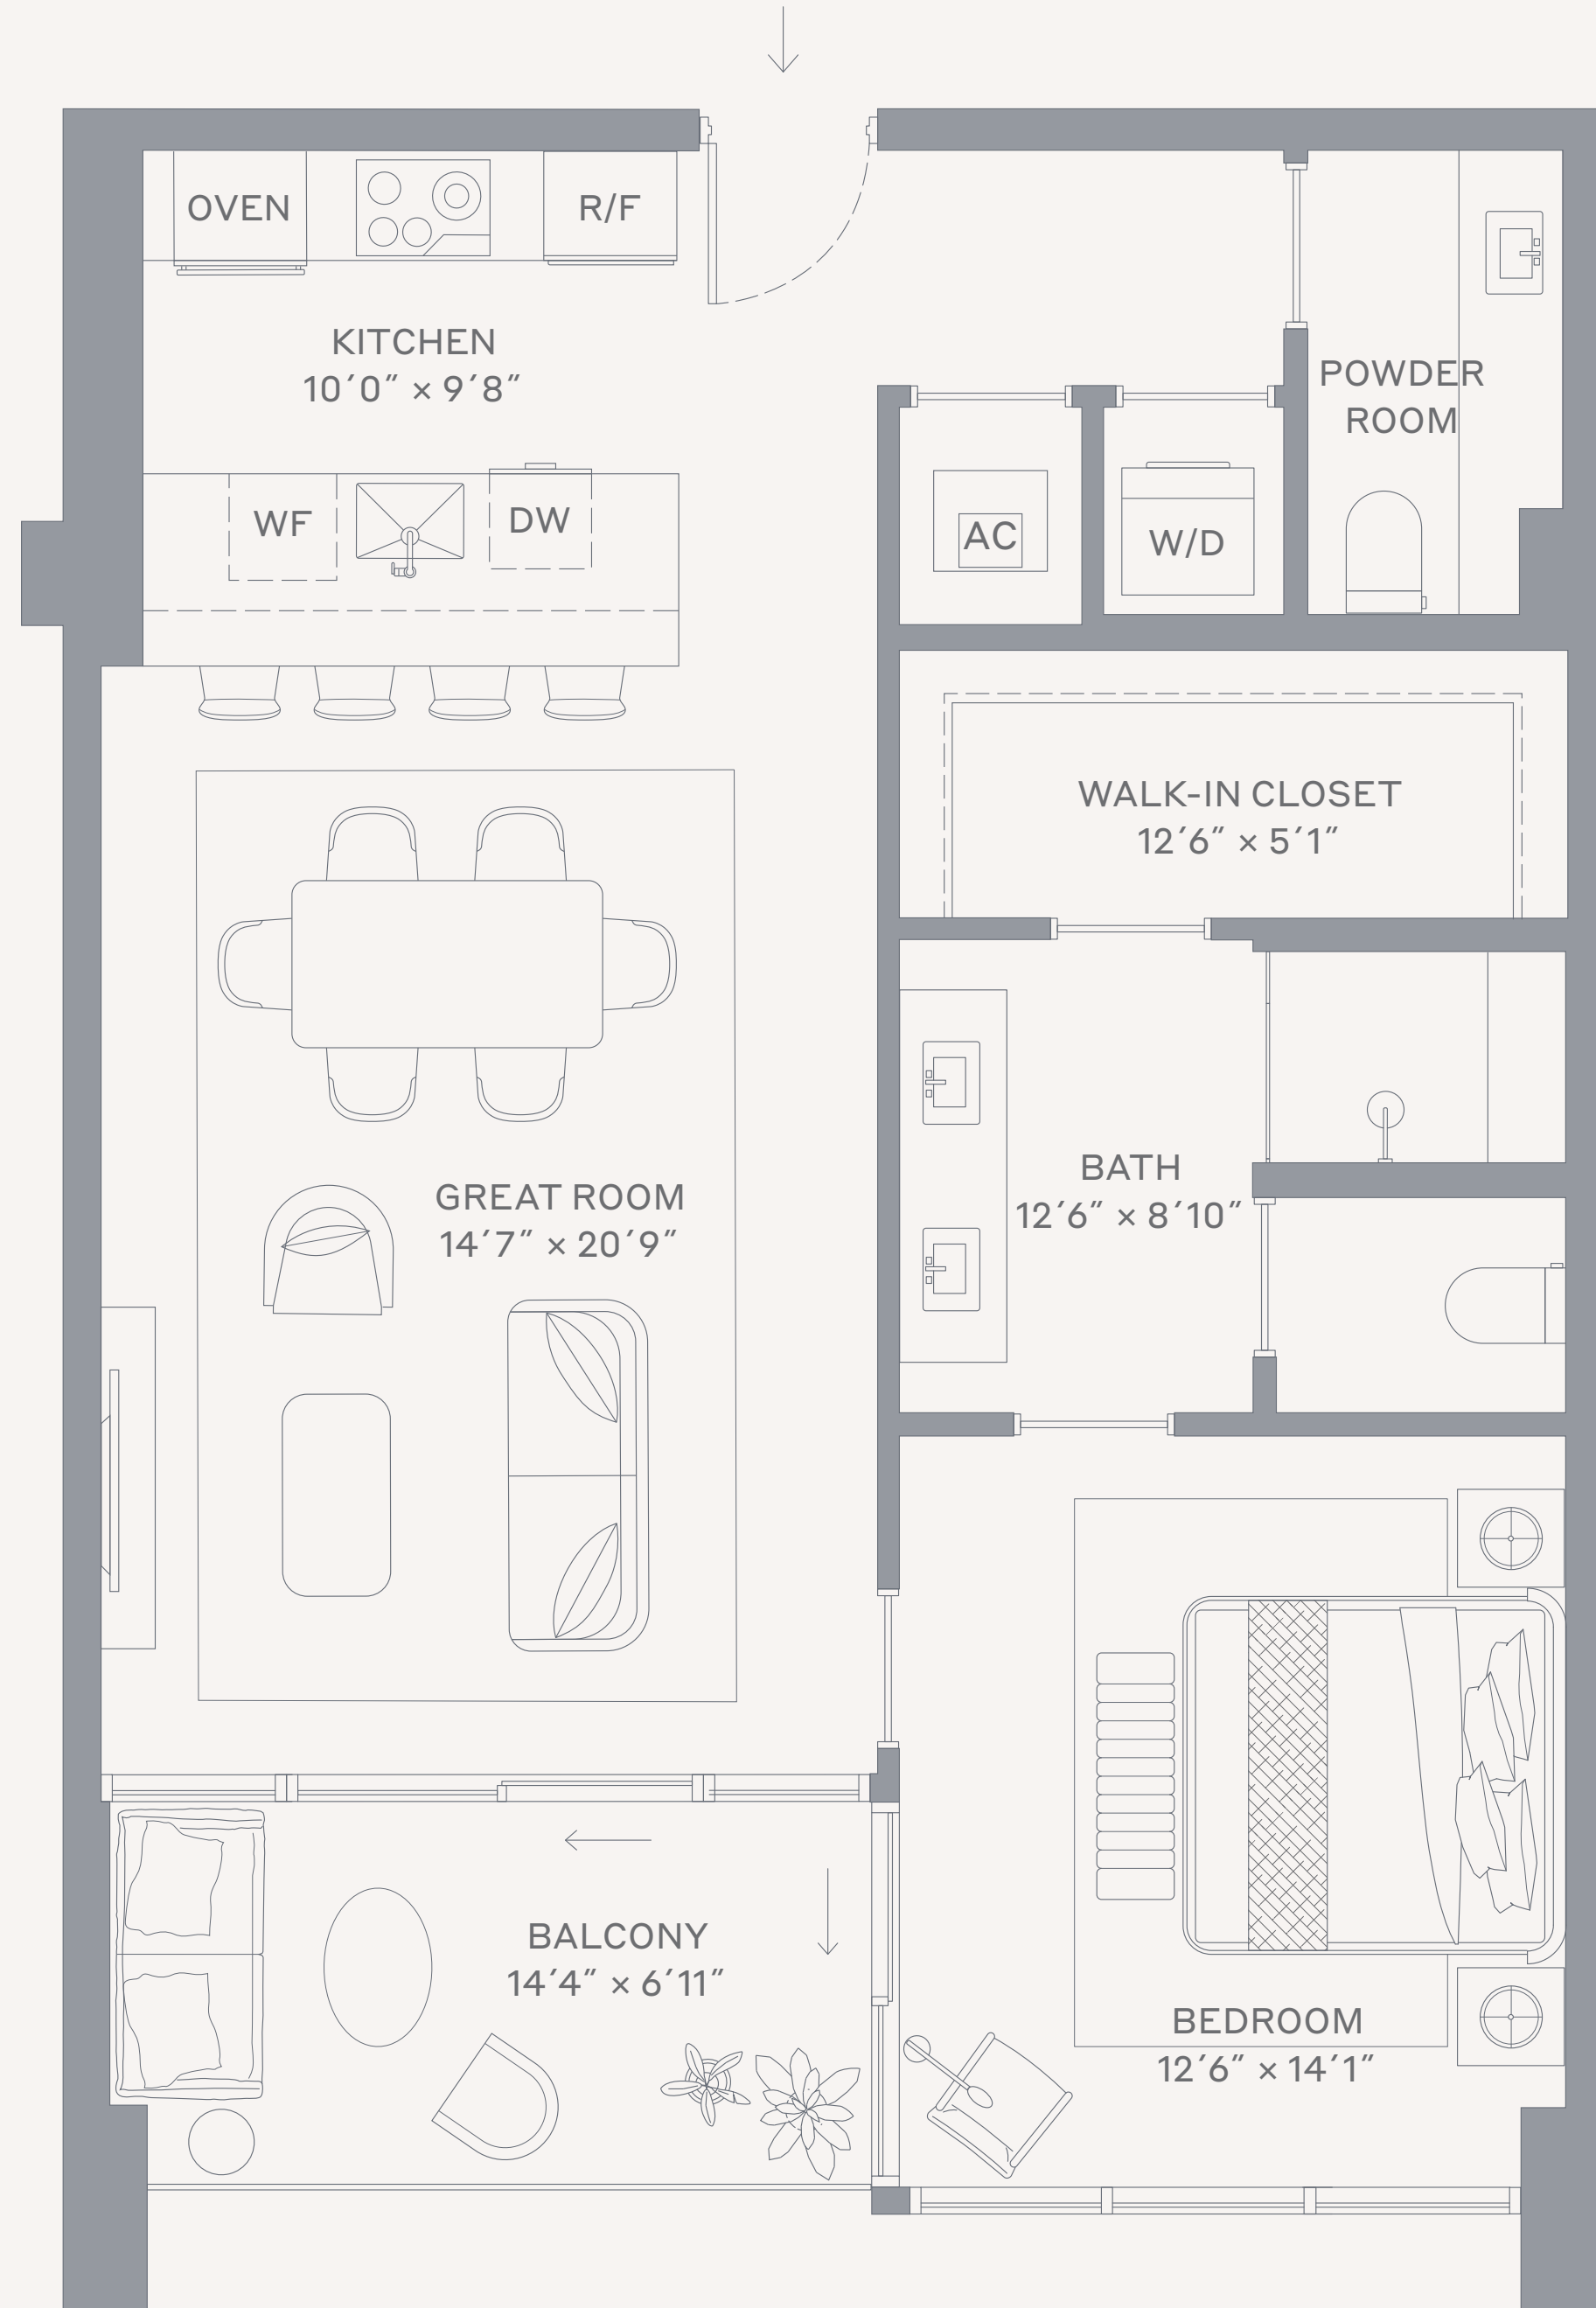 OVEN
R/F
KITCHEN
10′0″ × 9′8″
POWDER
ROOM
WF
DW
AC
W/D
WALK-IN CLOSET
12′6″ × 5′1″
BATH
12′6″ × 8′10″
GREAT ROOM
14′7″ × 20′9″
BALCONY
14′4″ × 6′11″
BEDROOM
12′6″ × 14′1″